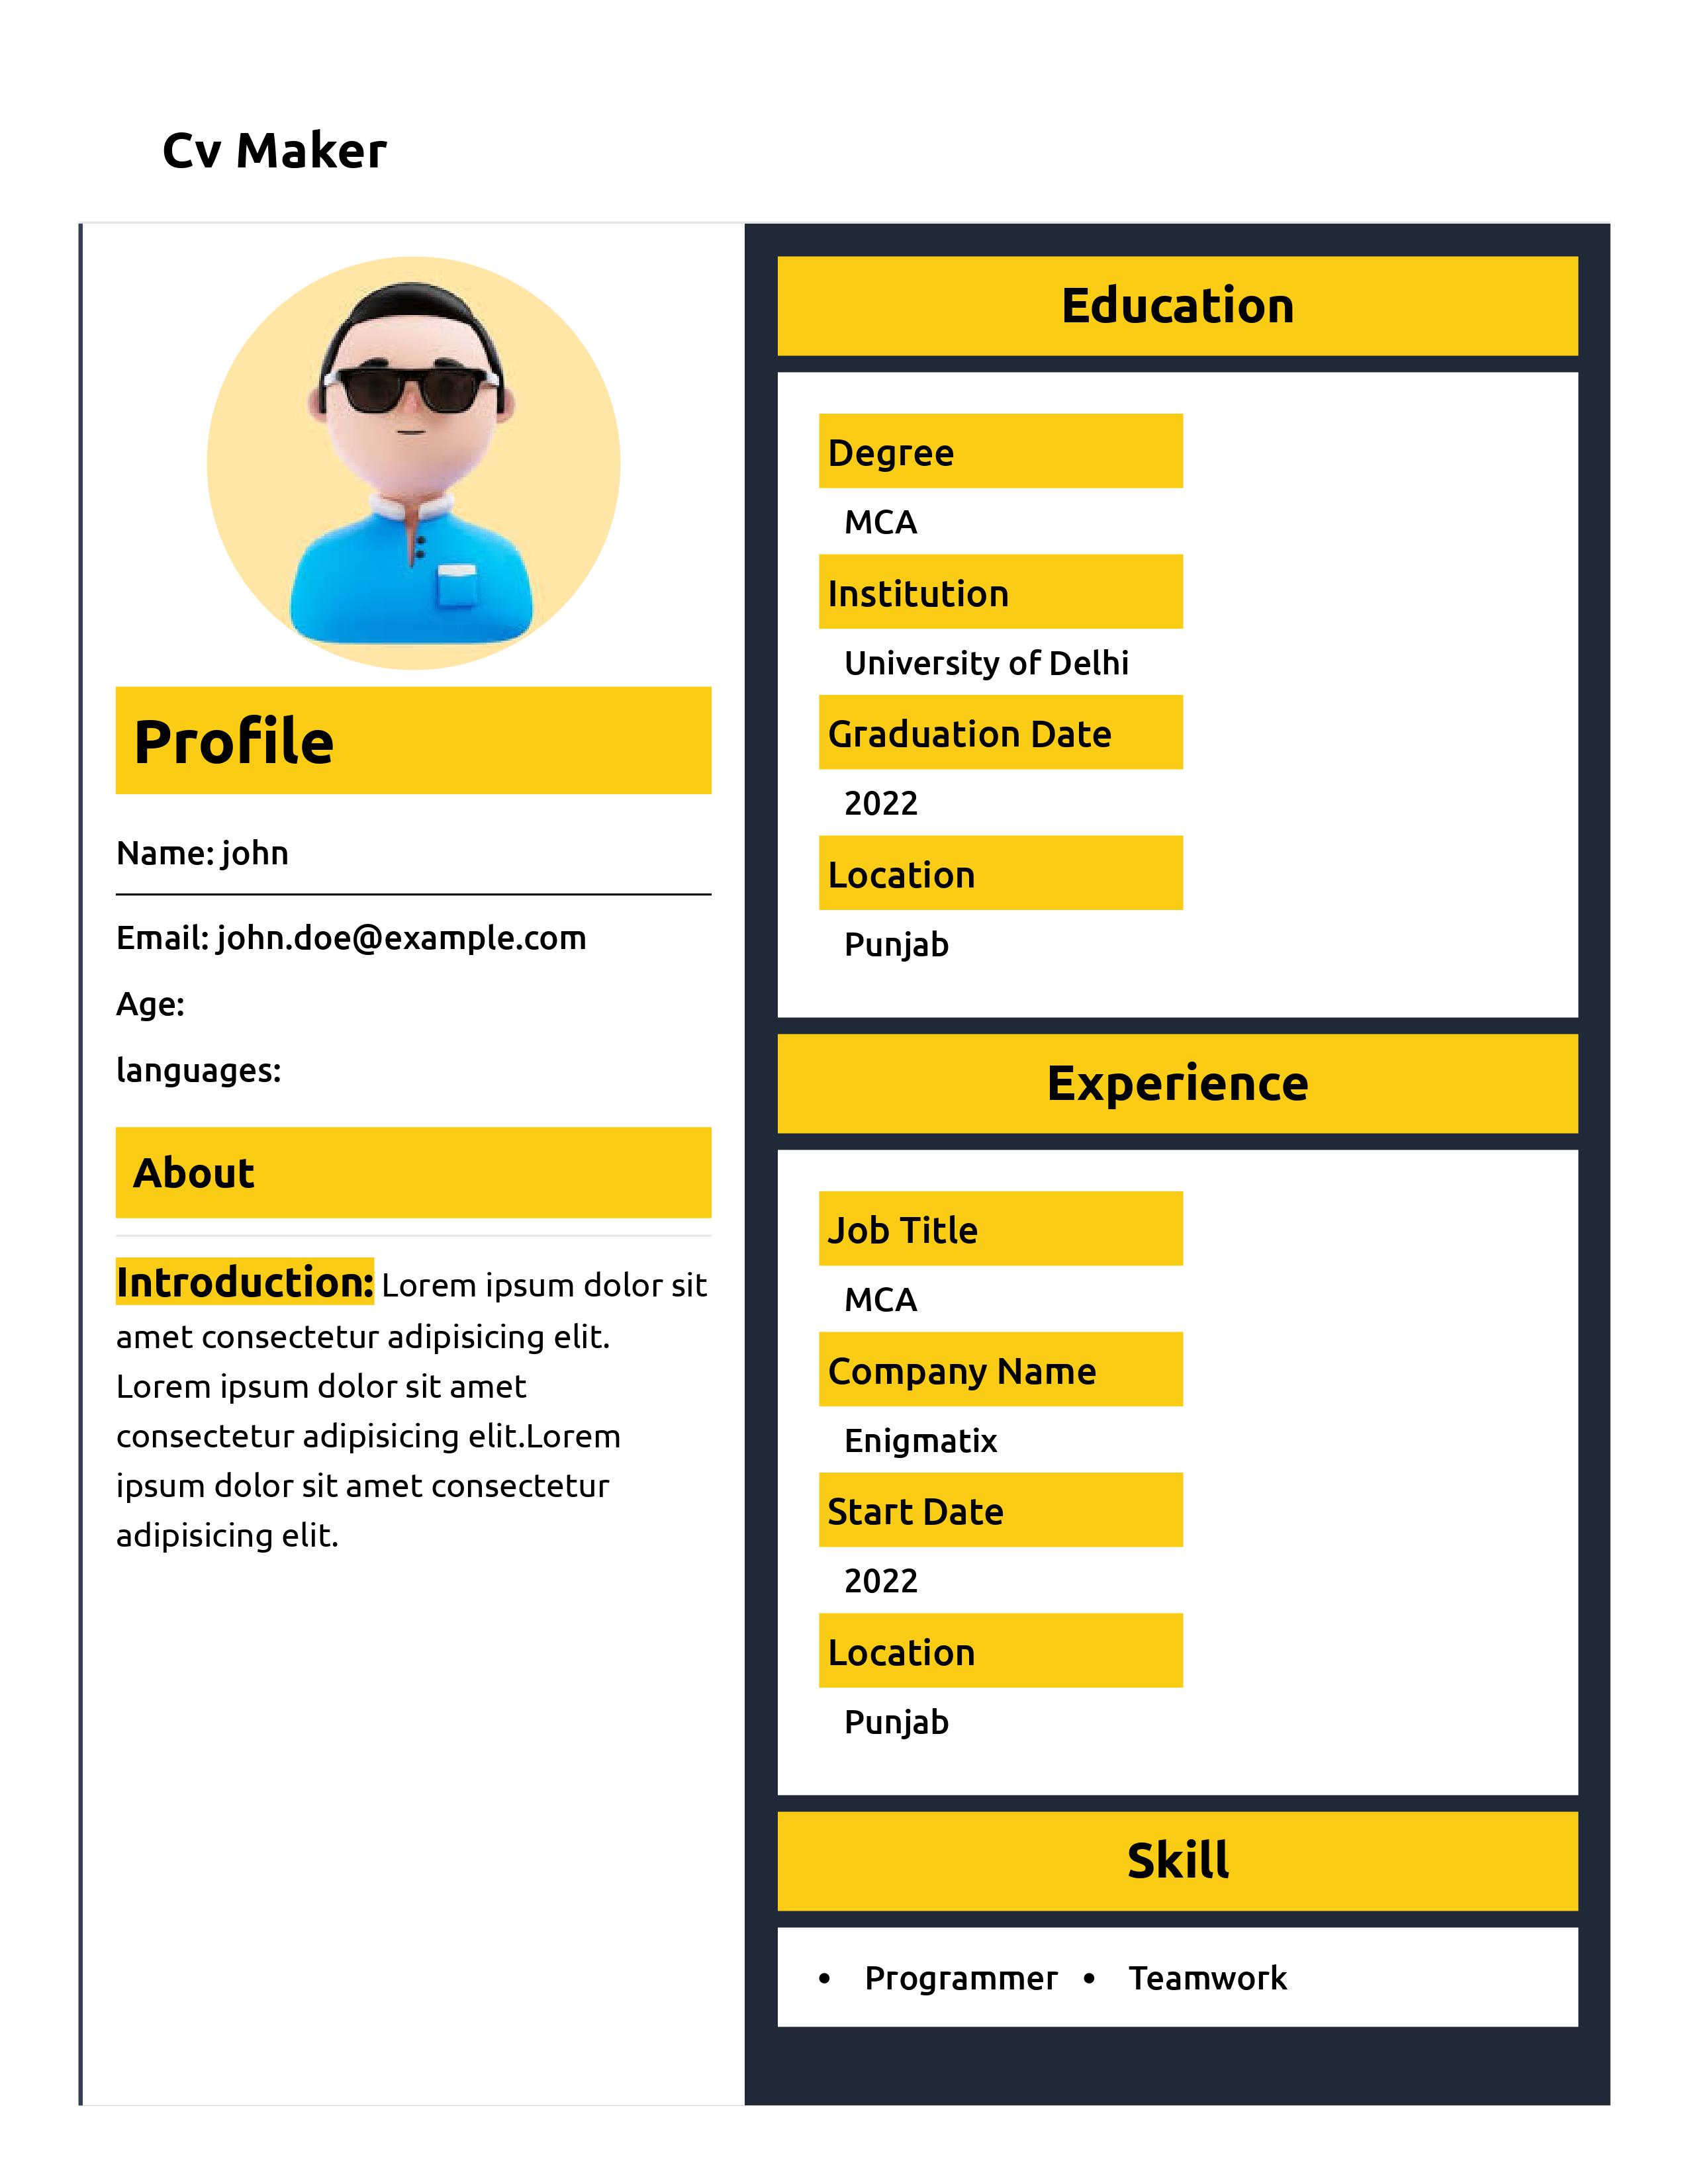 Cv Maker
Profile
Name: john
Email: john.doe@example.com
Age:
languages:
About
Introduction: Lorem ipsum dolor sit
amet consectetur adipisicing elit.
Lorem ipsum dolor sit amet
consectetur adipisicing elit.Lorem
ipsum dolor sit amet consectetur
adipisicing elit.
Education
Degree
MCA
Institution
University of Delhi
Graduation Date
2022
Location
Punjab
Experience
Job Title
MCA
Company Name
Enigmatix
Start Date
2022
Location
Punjab
Skill
• Programmer • Teamwork